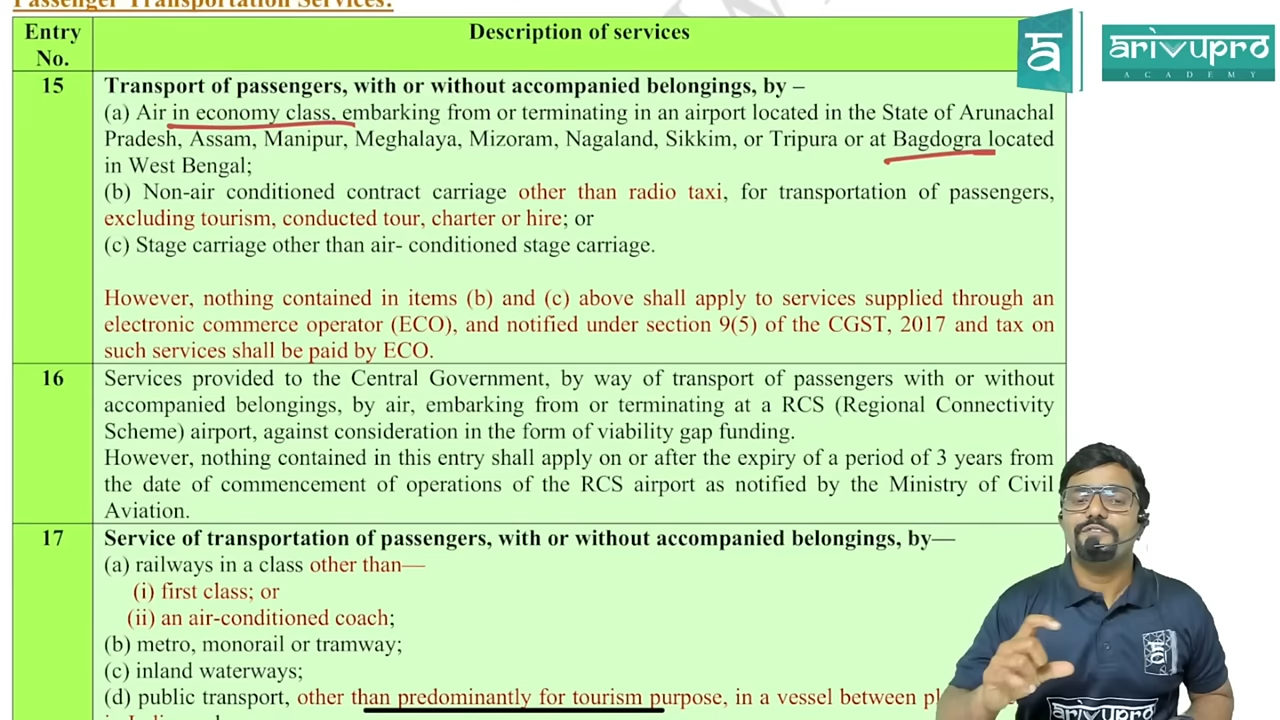 Passenger Transportation Services:
Entry No.
Description of services
15
Transport of passengers, with or without accompanied belongings, by –
(a) Air in economy class, embarking from or terminating in an airport located in the State of Arunachal
Pradesh, Assam, Manipur, Meghalaya, Mizoram, Nagaland, Sikkim, or Tripura or at Bagdogra located
in West Bengal;
(b) Non-air conditioned contract carriage other than radio taxi, for transportation of passengers,
excluding tourism, conducted tour, charter or hire; or
(c) Stage carriage other than air- conditioned stage carriage.
However, nothing contained in items (b) and (c) above shall apply to services supplied through an
electronic commerce operator (ECO), and notified under section 9(5) of the CGST, 2017 and tax on
such services shall be paid by ECO.
16
Services provided to the Central Government, by way of transport of passengers with or without
accompanied belongings, by air, embarking from or terminating at a RCS (Regional Connectivity
Scheme) airport, against consideration in the form of viability gap funding.
However, nothing contained in this entry shall apply on or after the expiry of a period of 3 years from
the date of commencement of operations of the RCS airport as notified by the Ministry of Civil
Aviation.
17
Service of transportation of passengers, with or without accompanied belongings, by—
(a) railways in a class other than—
(i) first class; or
(ii) an air-conditioned coach;
(b) metro, monorail or tramway;
(c) inland waterways;
(d) public transport, other than predominantly for tourism purpose, in a vessel between
arivupro
ACADEMY
arivupro